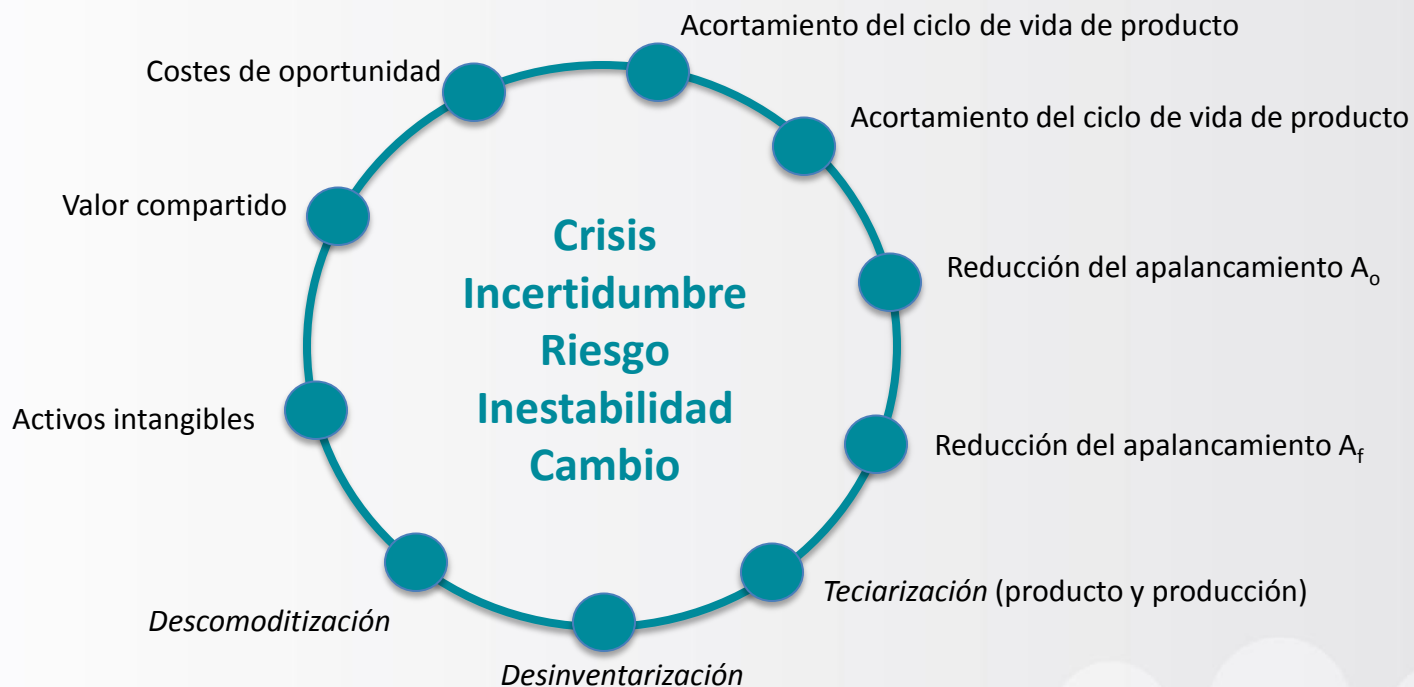 Acortamiento del ciclo de vida de producto
Costes de oportunidad
Acortamiento del ciclo de vida de producto
Valor compartido
Crisis
Incertidumbre
Riesgo
Inestabilidad
Cambio
Reducción del apalancamiento Aₒ
Activos intangibles
Reducción del apalancamiento A_f
Teciarización (producto y producción)
Descomoditización
Desinventarización